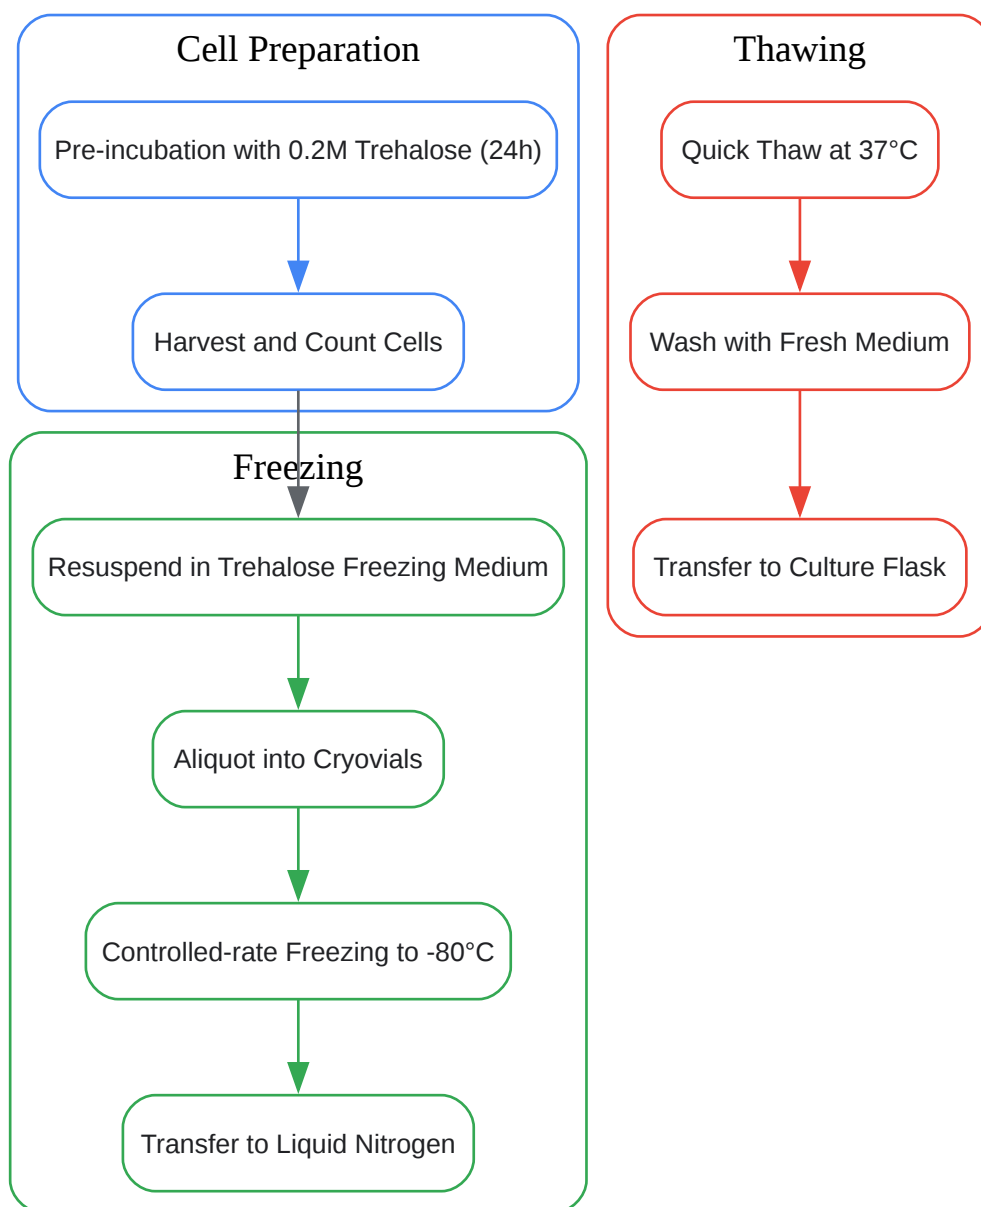 Cell Preparation
Pre-incubation with 0.2M Trehalose (24h)
Harvest and Count Cells
Freezing
Resuspend in Trehalose Freezing Medium
Aliquot into Cryovials
Controlled-rate Freezing to -80°C
Transfer to Liquid Nitrogen
Thawing
Quick Thaw at 37°C
Wash with Fresh Medium
Transfer to Culture Flask